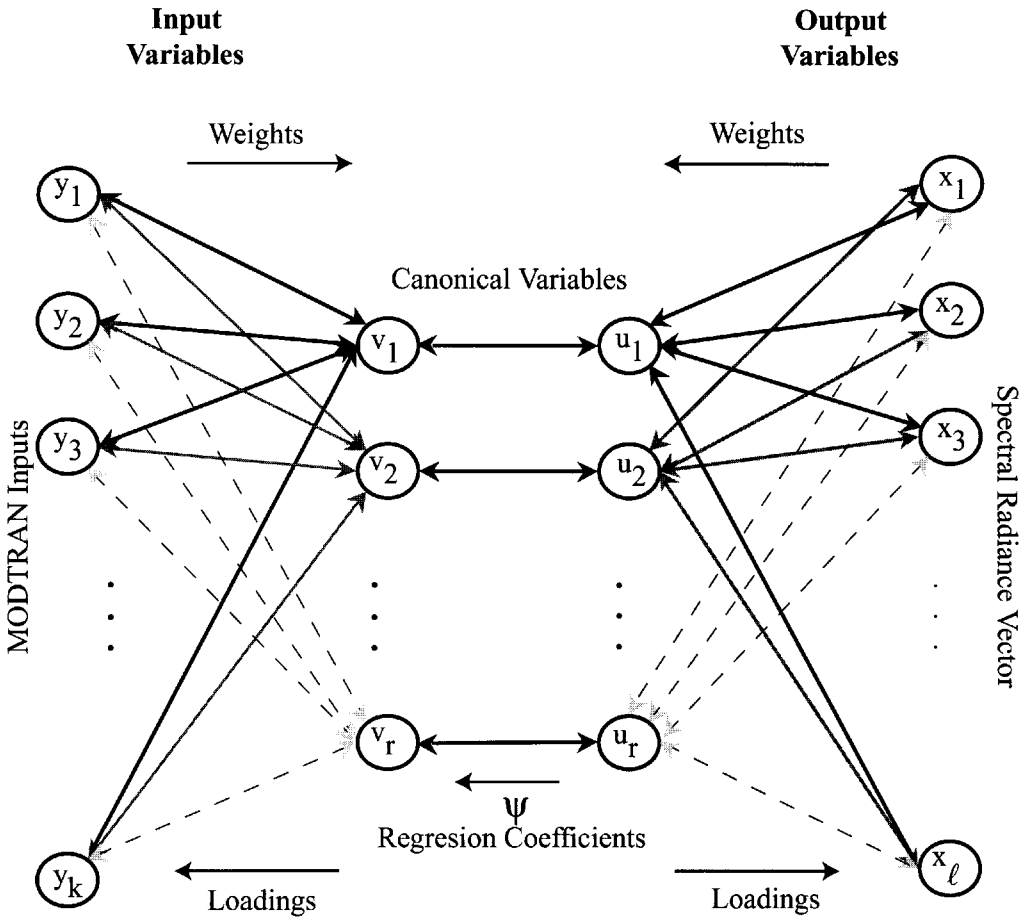 Input
Variables
Output
Variables
Weights
Weights
y1
x1
Canonical Variables
y2
x2
v1
u1
y3
x3
v2
u2
MODTRAN Inputs
Spectral Radiance Vector
vr
ur
ψ
Regresion Coefficients
yk
xℓ
Loadings
Loadings